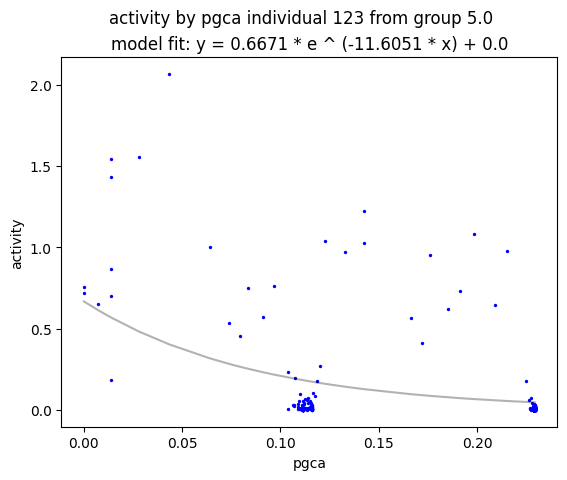 activity by pgca individual 123 from group 5.0
model fit: y = 0.6671 * e ^ (-11.6051 * x) + 0.0
2.0
1.5
1.0
0.5
0.0
activity
0.00 0.05 0.10 0.15 0.20
pgca